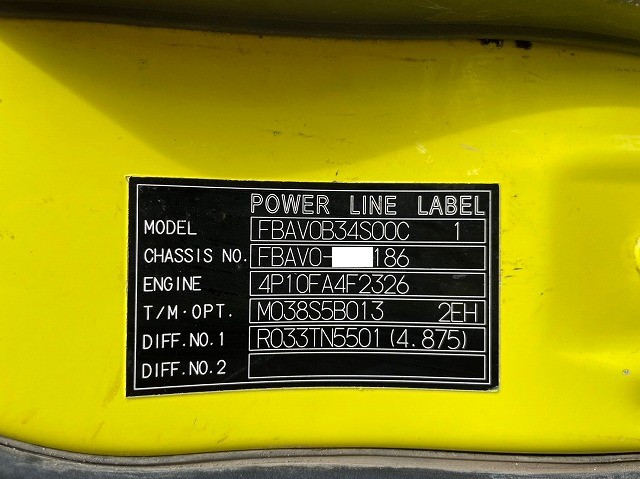 POWER LINE LABEL
MODEL FBAV0B34S00C 1
CHASSIS NO. FBAV0- 186
ENGINE 4P10FA4F2326
T/M·OPT. M038S5B013 2EH
DIFF.NO.1 R033TN5501(4.875)
DIFF.NO.2